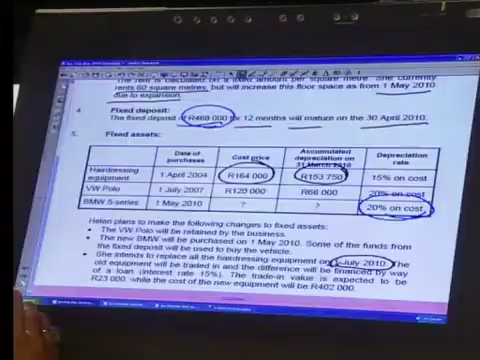 The rent is calculated on a fixed amount per square metre. She currently
rents 60 square metres, but will increase this floor space as from 1 May 2010
due to expansion.
4. Fixed deposit:
The fixed deposit of R468 000 for 12 months will mature on the 30 April 2010.
5. Fixed assets:
Date of purchases Cost price Accumulated depreciation on 31 March 2010 Depreciation rate
Hairdressing equipment 1 April 2004 R164 000 R153 750 15% on cost
VW Polo 1 July 2007 R120 000 R66 000 20% on cost
BMW 5-series 1 May 2010 ? ? 20% on cost
Helen plans to make the following changes to fixed assets:
• The VW Polo will be retained by the business.
• The new BMW will be purchased on 1 May 2010. Some of the funds from
the fixed deposit will be used to buy the vehicle.
• She intends to replace all the hairdressing equipment on July 2010. The
old equipment will be traded in and the difference will be financed by way
of a loan (interest rate 15%). The trade-in value is expected to be
R23 000, while the cost of the new equipment will be R402 000.